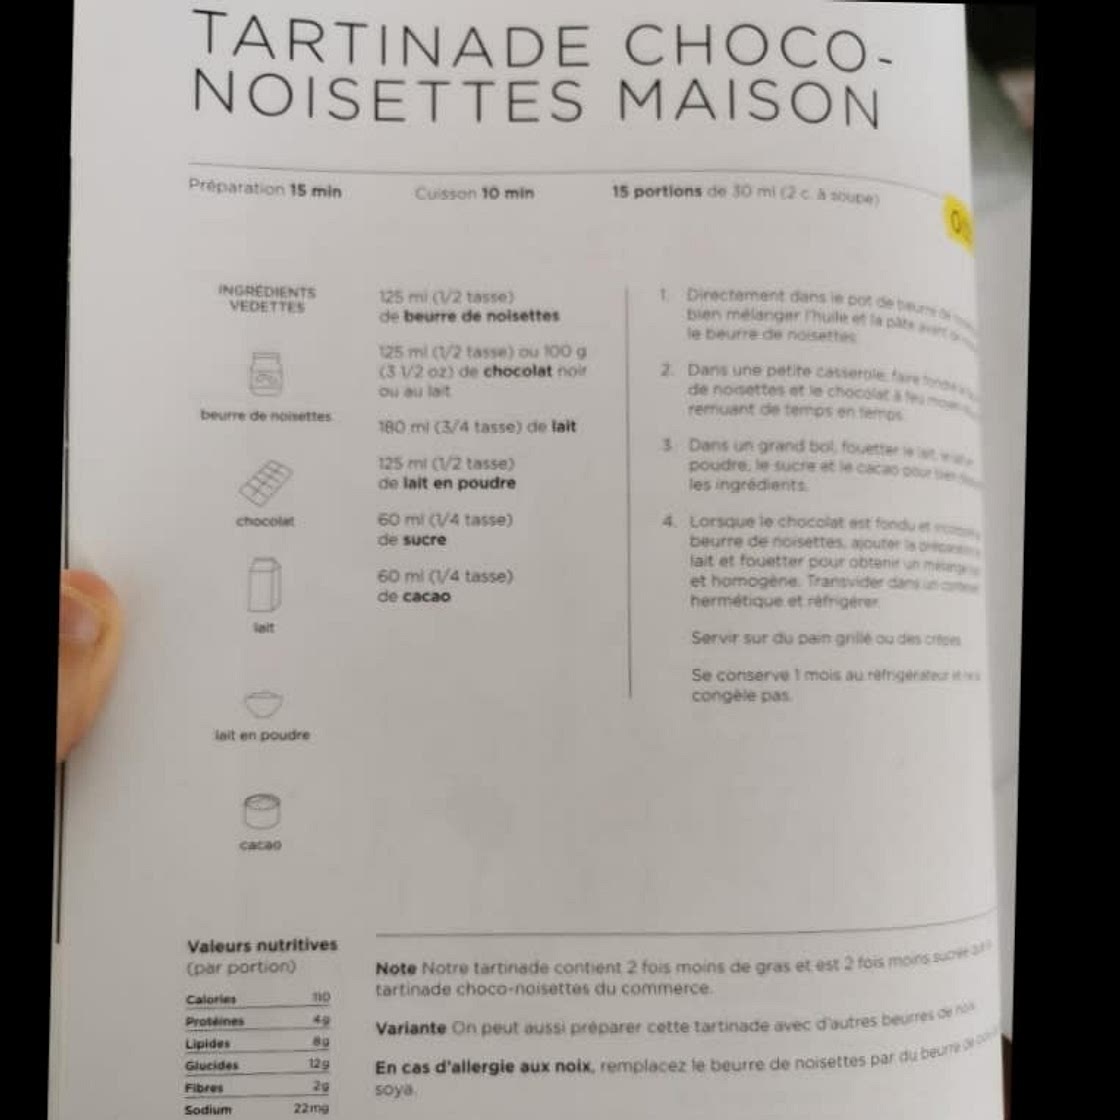 TARTINADE CHOCO-
NOISETTES MAISON
Préparation 15 min
Cuisson 10 min
15 portions de 30 ml (2 c. à soupe)
INGRÉDIENTS
VEDETTES
beurre de noisettes
chocolat
lait
lait en poudre
cacao
125 ml (1/2 tasse)
de beurre de noisettes
125 ml (1/2 tasse) ou 100 g
(3 1/2 oz) de chocolat noir
ou au lait
180 ml (3/4 tasse) de lait
125 ml (1/2 tasse)
de lait en poudre
60 ml (1/4 tasse)
de sucre
60 ml (1/4 tasse)
de cacao
1. Directement dans le pot de beurre de
bien mélanger l'huile et la pâte avant
le beurre de noisettes.
2. Dans une petite casserole, faire fondre
de noisettes et le chocolat à feu moyen
remuant de temps en temps.
3. Dans un grand bol, fouetter le lait, le
poudre, le sucre et le cacao pour bien
les ingrédients.
4. Lorsque le chocolat est fondu et
beurre de noisettes, ajouter la préparation
lait et fouetter pour obtenir un mélange
et homogène. Transvider dans un
hermétique et réfrigérer.
Servir sur du pain grillé ou des crêpes.
Se conserve 1 mois au réfrigérateur et
congèle pas.
Valeurs nutritives
(par portion)
Calories 110
Protéines 4g
Lipides 8g
Glucides 12g
Fibres 2g
Sodium 22mg
Note Notre tartinade contient 2 fois moins de gras et est 2 fois moins sucrée
tartinade choco-noisettes du commerce.
Variante On peut aussi préparer cette tartinade avec d'autres beurres de noix.
En cas d'allergie aux noix, remplacez le beurre de noisettes par du beurre de
soya.